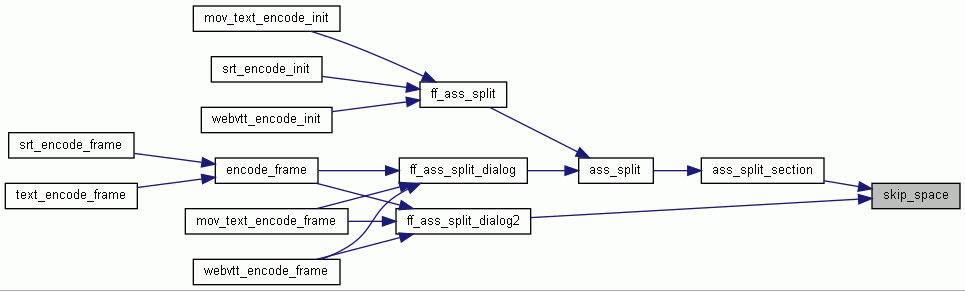 mov_text_encode_init
srt_encode_init
ff_ass_split
webvtt_encode_init
srt_encode_frame
encode_frame
ff_ass_split_dialog
ass_split
ass_split_section
text_encode_frame
skip_space
mov_text_encode_frame
ff_ass_split_dialog2
webvtt_encode_frame